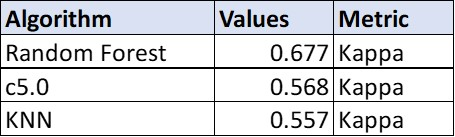 Algorithm Values Metric
Random Forest 0.677 Kappa
c5.0 0.568 Kappa
KNN 0.557 Kappa